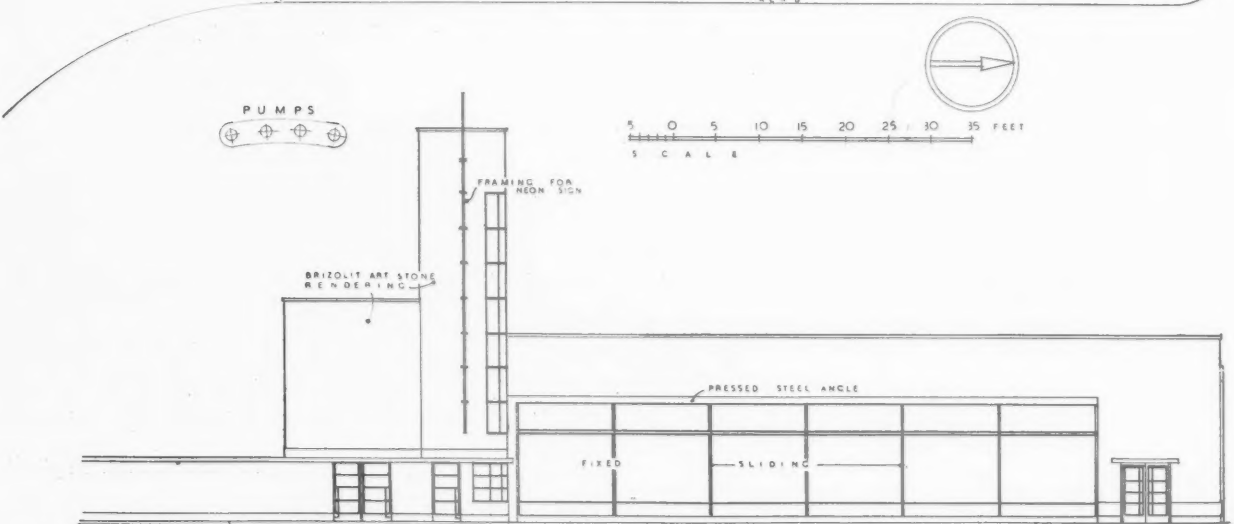 PUMPS
5 0 5 10 15 20 25 30 35 FEET
SCALE
FRAMING FOR
NEON SIGN
BRIZOLIT ART STONE
RENDERING
PRESSED STEEL ANGLE
FIXED
SLIDING